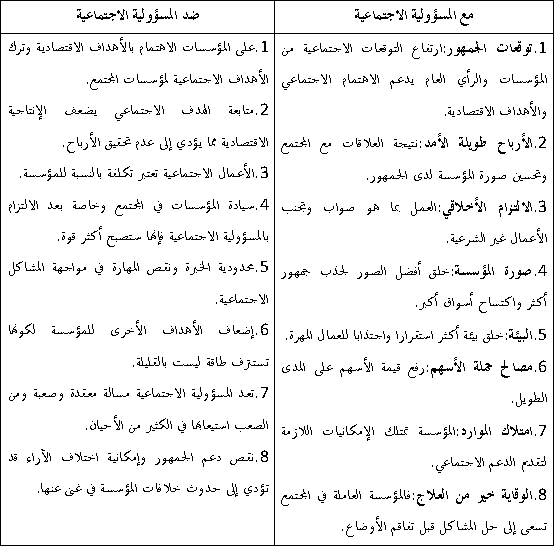 مع المسؤولية الاجتماعية
1.توقعات الجمهور:ارتفاع التوقعات الاجتماعية من
المؤسسات والرأي العام يدعم الاهتمام الاجتماعي
والأهداف الاقتصادية.
2.الأرباح طويلة الأمد:نتيجة العلاقات مع المجتمع
وتحسين صورة المؤسسة لدى الجمهور.
3.الالتزام الأخلاقي:العمل بما هو صواب وتجنب
الأعمال غير الشرعية.
4.صورة المؤسسة:خلق أفضل الصور لجذب جمهور
أكثر واكتساح أسواق أكبر.
5.البيئة:خلق بيئة أكثر استقرارا واجتذابا للعمال المهرة.
6.مصالح حملة الأسهم:رفع قيمة الأسهم على المدى
الطويل.
7.امتلاك الموارد:المؤسسة تمتلك الإمكانيات اللازمة
لتقدم الدعم الاجتماعي.
8.الوقاية خير من العلاج:فالمؤسسة العاملة في المجتمع
تسعى إلى حل المشاكل قبل تفاقم الأوضاع.
ضد المسؤولية الاجتماعية
1.على المؤسسات الاهتمام بالأهداف الاقتصادية وترك
الأهداف الاجتماعية لمؤسسات المجتمع.
2.متابعة الهدف الاجتماعي يضعف الإنتاجية
الاقتصادية مما يؤدي إلى عدم تحقيق الأرباح.
3.الأعمال الاجتماعية تعتبر تكلفة بالنسبة للمؤسسة.
4.سيادة المؤسسات في المجتمع وخاصة بعد الالتزام
بالمسؤولية الاجتماعية فإنها ستصبح أكثر قوة.
5.محدودية الخبرة ونقص المهارة في مواجهة المشاكل
الاجتماعية.
6.إضعاف الأهداف الأخرى للمؤسسة لكونها
تستنزف طاقة ليست بالقليلة.
7.تعد المسؤولية الاجتماعية مسالة معقدة وصعبة ومن
الصعب استيعابها في الكثير من الأحيان.
8.نقص دعم الجمهور وإمكانية اختلاف الآراء قد
تؤدي إلى حدوث خلافات المؤسسة في غنى عنها.